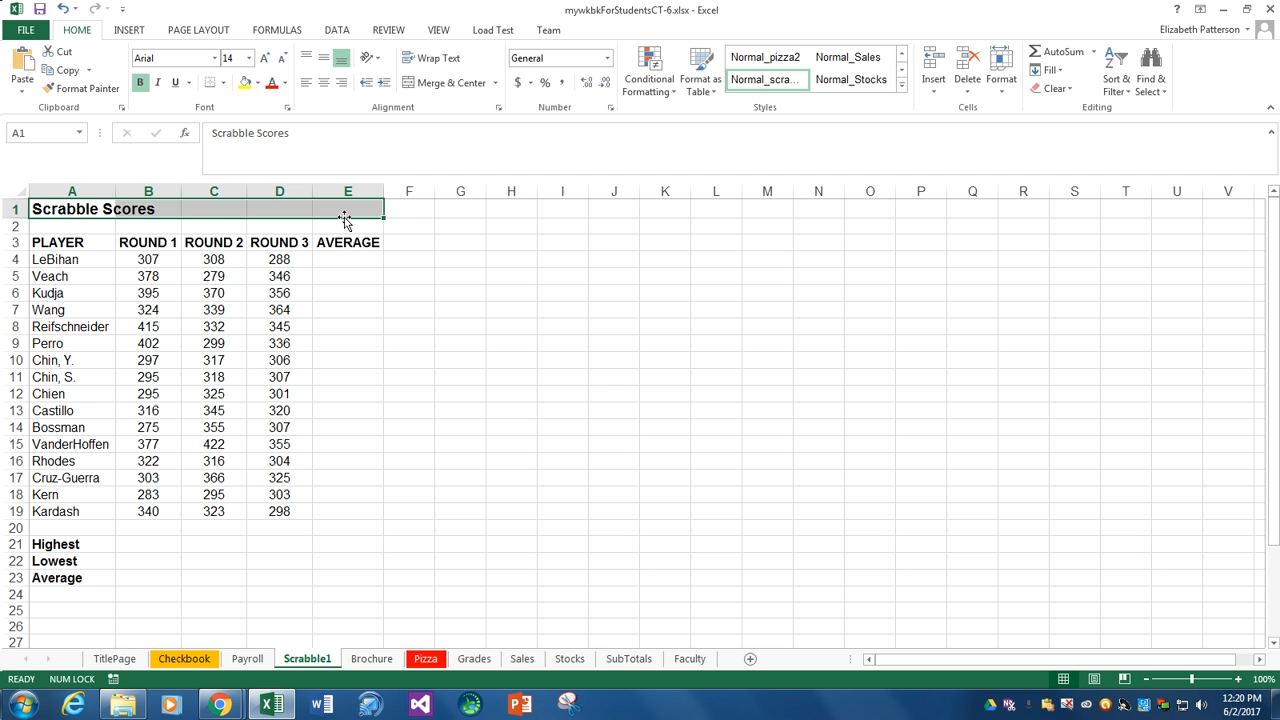 mywkbkForStudentsCT-6.xlsx - Excel
FILE HOME INSERT PAGE LAYOUT FORMULAS DATA REVIEW VIEW Load Test Team Elizabeth Patterson
Paste
Cut
Copy
Format Painter
Clipboard
Arial 14
B I U
Font
Wrap Text
Merge & Center
Alignment
General
$ % ,
Number
Conditional Formatting
Format as Table
Normal_pizza2 Normal_Sales
Normal_scra... Normal_Stocks
Styles
Insert Delete Format
Cells
AutoSum
Fill
Clear
Sort & Filter
Find & Select
Editing
A1 fx Scrabble Scores
A B C D E F G H I J K L M N O P Q R S T U V
1 Scrabble Scores
2
3 PLAYER ROUND 1 ROUND 2 ROUND 3 AVERAGE
4 LeBihan 307 308 288
5 Veach 378 279 346
6 Kudja 395 370 356
7 Wang 324 339 364
8 Reifschneider 415 332 345
9 Perro 402 299 336
10 Chin, Y. 297 317 306
11 Chin, S. 295 318 307
12 Chien 295 325 301
13 Castillo 316 345 320
14 Bossman 275 355 307
15 VanderHoffen 377 422 355
16 Rhodes 322 316 304
17 Cruz-Guerra 303 366 325
18 Kern 283 295 303
19 Kardash 340 323 298
20
21 Highest
22 Lowest
23 Average
24
25
26
27
TitlePage Checkbook Payroll Scrabble1 Brochure Pizza Grades Sales Stocks SubTotals Faculty
READY NUM LOCK 100%
12:20 PM
6/2/2017